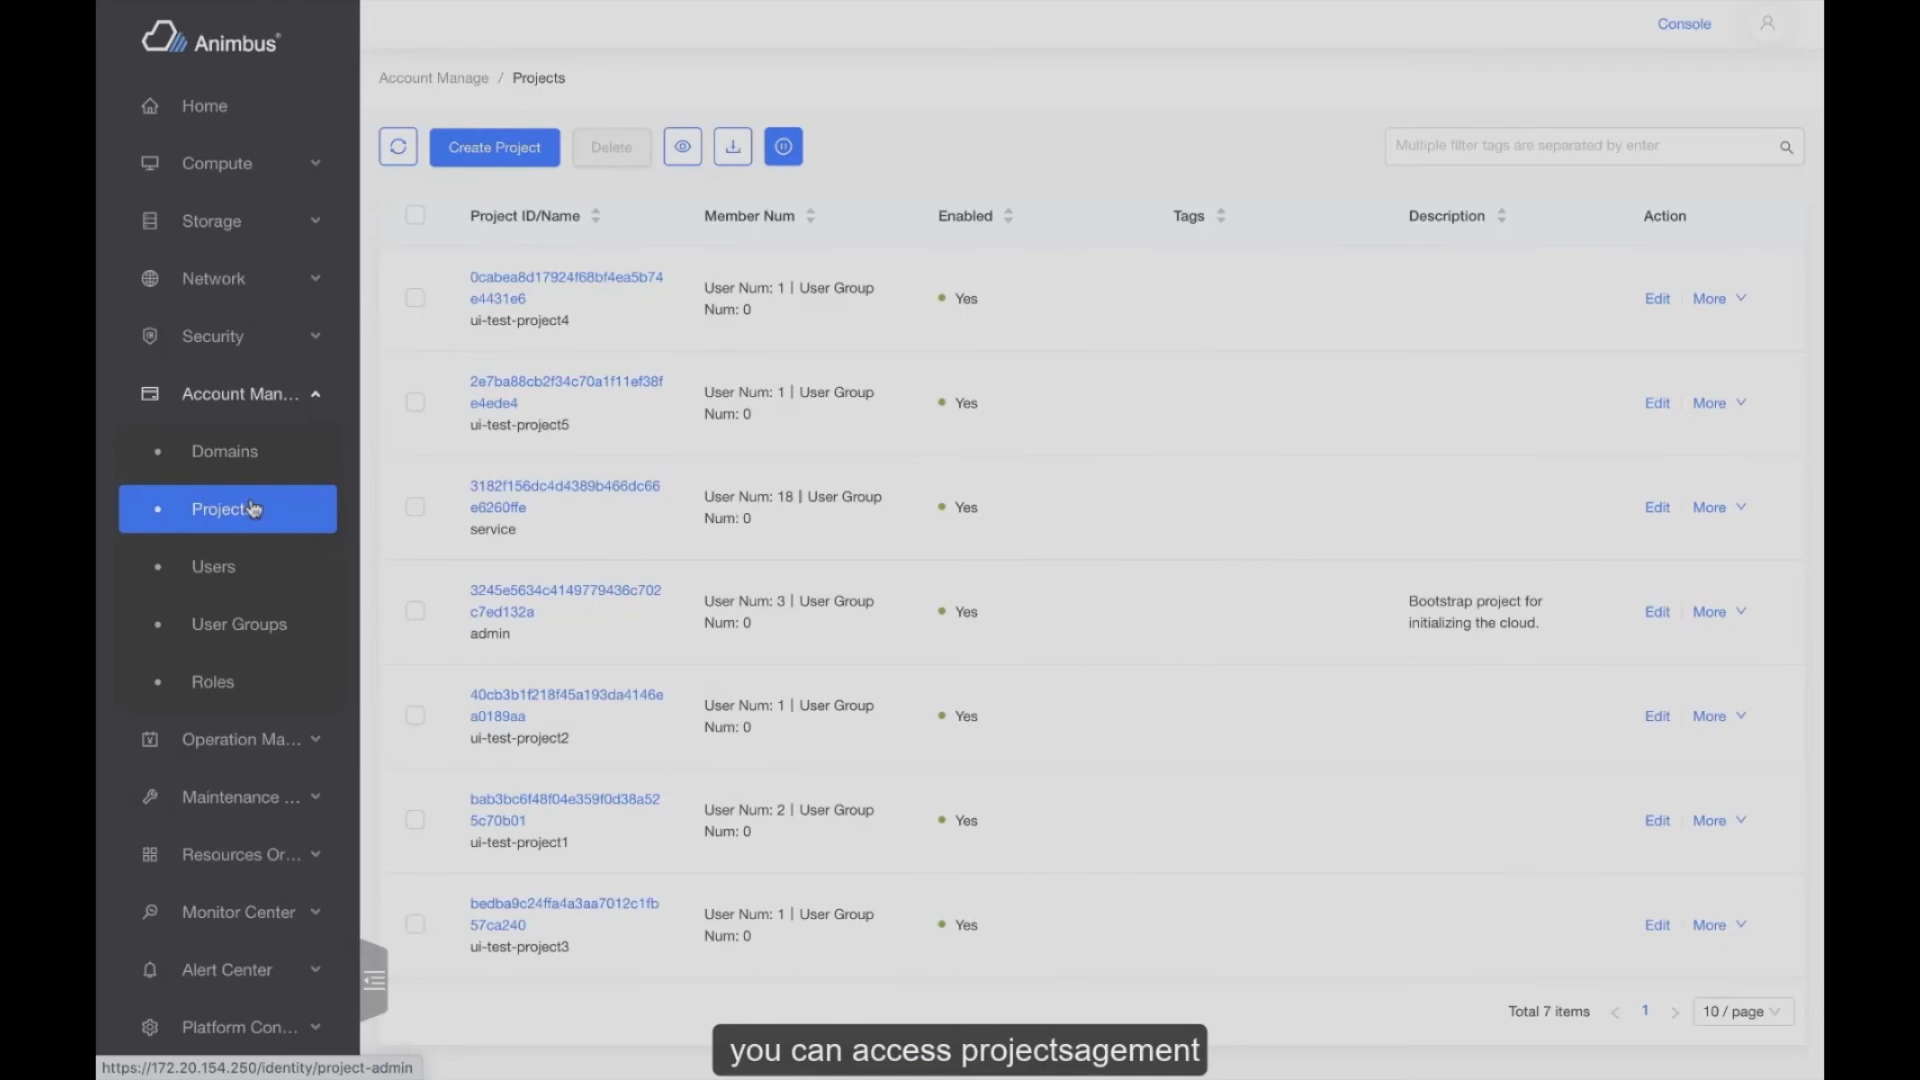 Animbus®
Home
Compute
Storage
Network
Security
Account Man...
Domains
Projects
Users
User Groups
Roles
Operation Ma...
Maintenance ...
Resources Or...
Monitor Center
Alert Center
Platform Con...
https://172.20.154.250/identity/project-admin
Console
Account Manage / Projects
Create Project
Delete
Multiple filter tags are separated by enter
Project ID/Name Member Num Enabled Tags Description Action
0cabea8d17924f68bf4ea5b74
e4431e6
ui-test-project4
User Num: 1 | User Group
Num: 0
Yes
Edit More
2e7ba88cb2f34c70a1f11ef38f
e4ede4
ui-test-project5
User Num: 1 | User Group
Num: 0
Yes
Edit More
3182f156dc4d4389b466dc66
e6260ffe
service
User Num: 18 | User Group
Num: 0
Yes
Edit More
3245e5634c4149779436c702
c7ed132a
admin
User Num: 3 | User Group
Num: 0
Yes
Bootstrap project for
initializing the cloud.
Edit More
40cb3b1f218f45a193da4146e
a0189aa
ui-test-project2
User Num: 1 | User Group
Num: 0
Yes
Edit More
bab3bc6f48f04e359f0d38a52
5c70b01
ui-test-project1
User Num: 2 | User Group
Num: 0
Yes
Edit More
bedba9c24ffa4a3aa7012c1fb
57ca240
ui-test-project3
User Num: 1 | User Group
Num: 0
Yes
Edit More
Total 7 items < 1 > 10 / page
you can access projectsagement